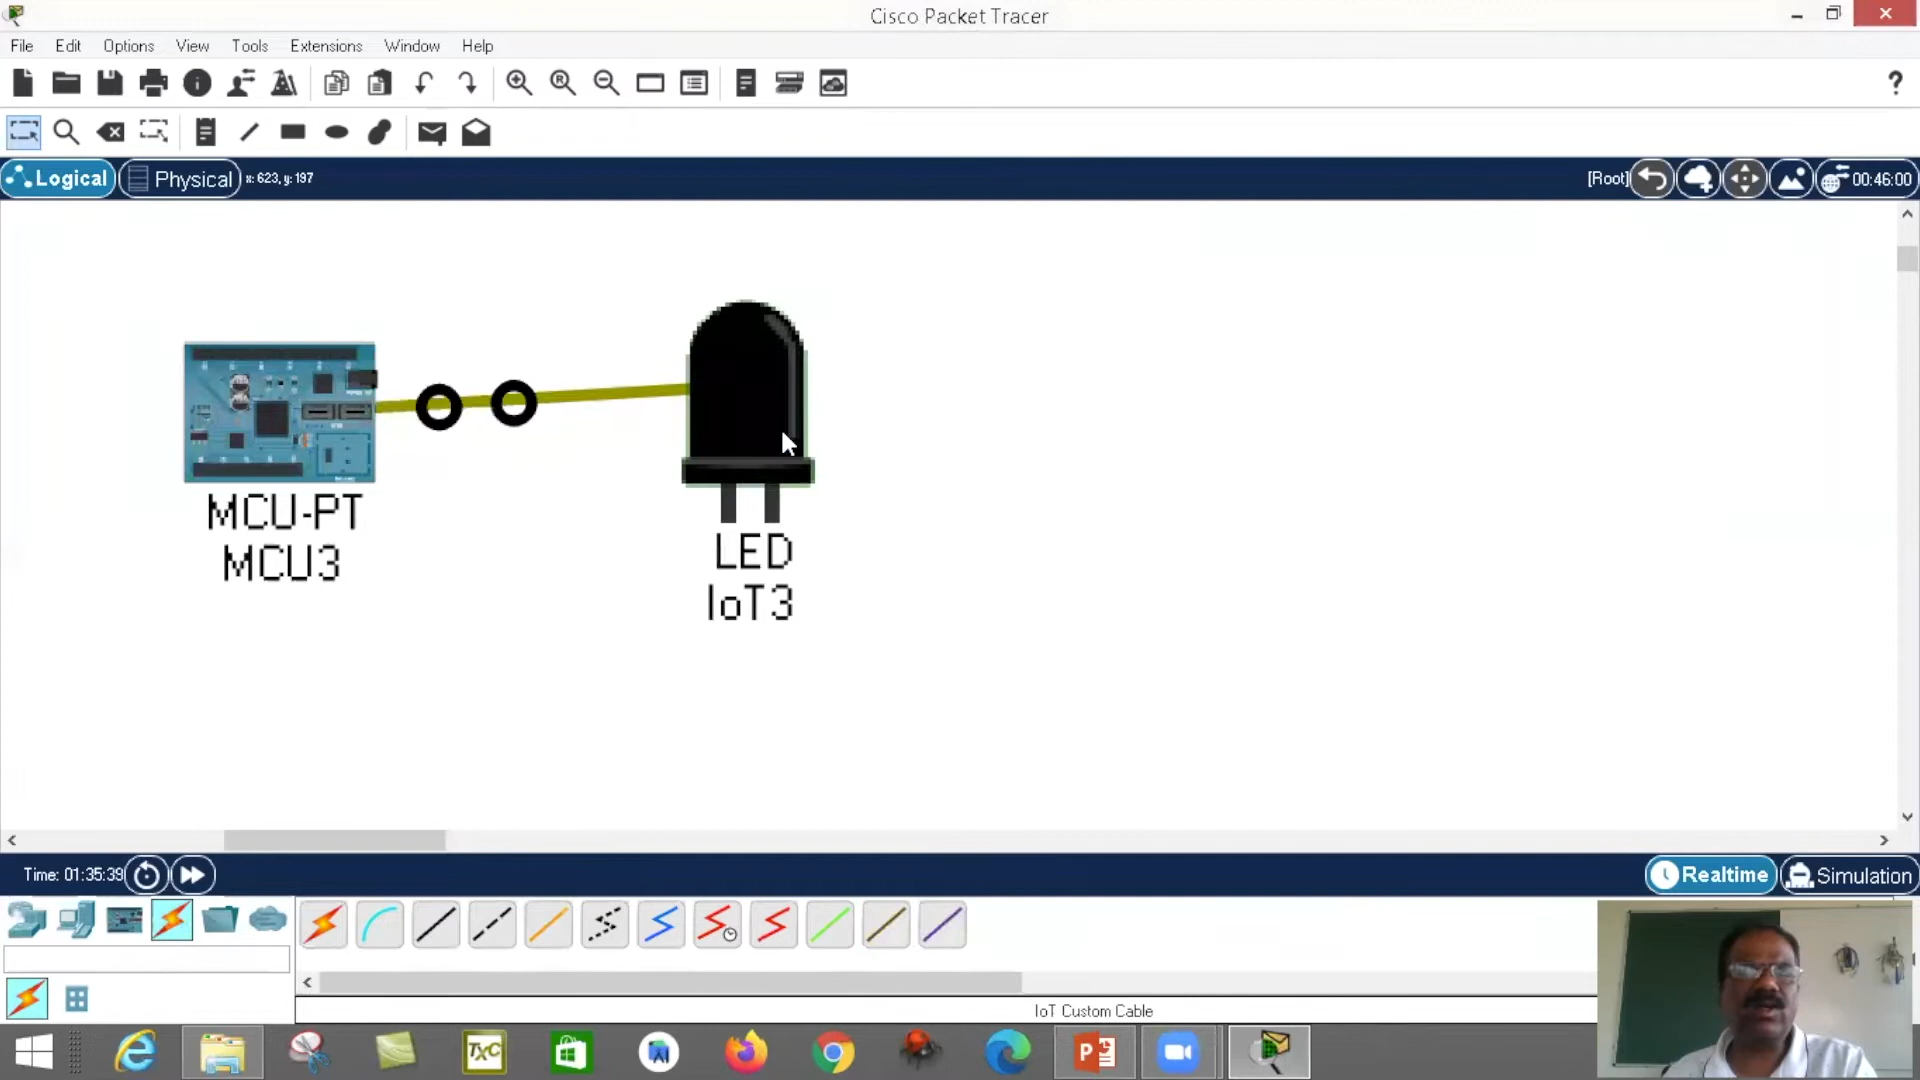 Cisco Packet Tracer
File Edit Options View Tools Extensions Window Help
R
?
Logical Physical x: 623, y: 197 [Root] 00:46:00
MCU-PT
MCU3
LED
IoT3
Time: 01:35:39 Realtime Simulation
IoT Custom Cable
TXC
P